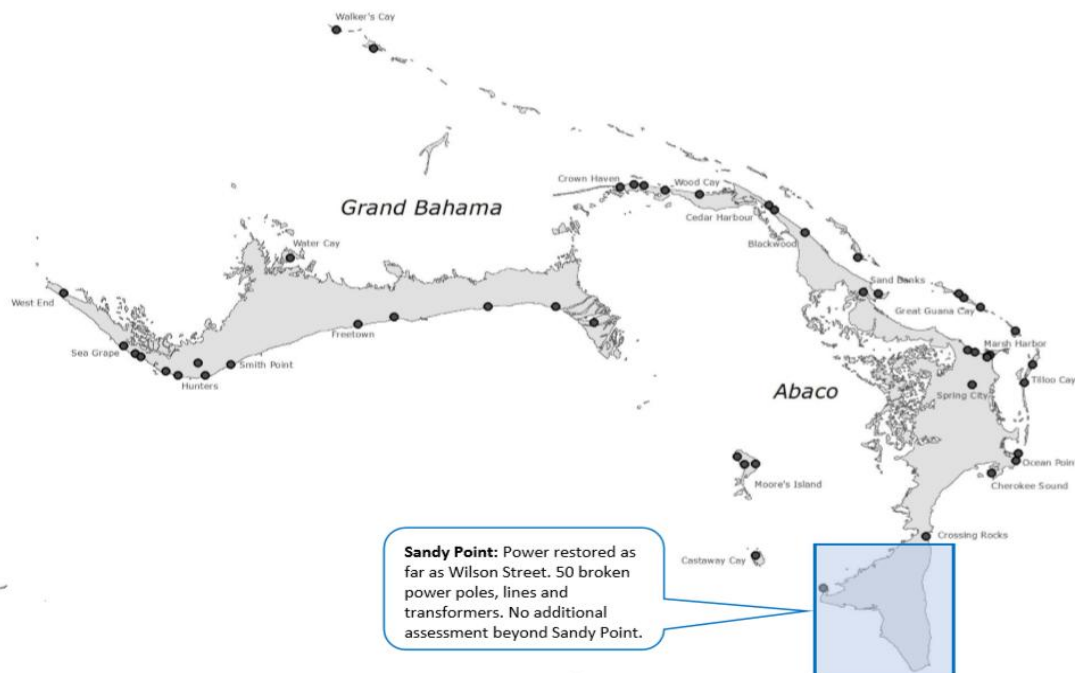 Walker's Cay
Crown Haven
Wood Cay
Grand Bahama
Cedar Harbour
Water Cay
Blackwood
Sand Banks
West End
Great Guana Cay
Freetown
Marsh Harbor
Sea Grape
Smith Point
Tilloo Cay
Hunters
Abaco
Spring City
Ocean Point
Moore's Island
Cherokee Sound
Crossing Rocks
Castaway Cay
Sandy Point: Power restored as
far as Wilson Street. 50 broken
power poles, lines and
transformers. No additional
assessment beyond Sandy Point.